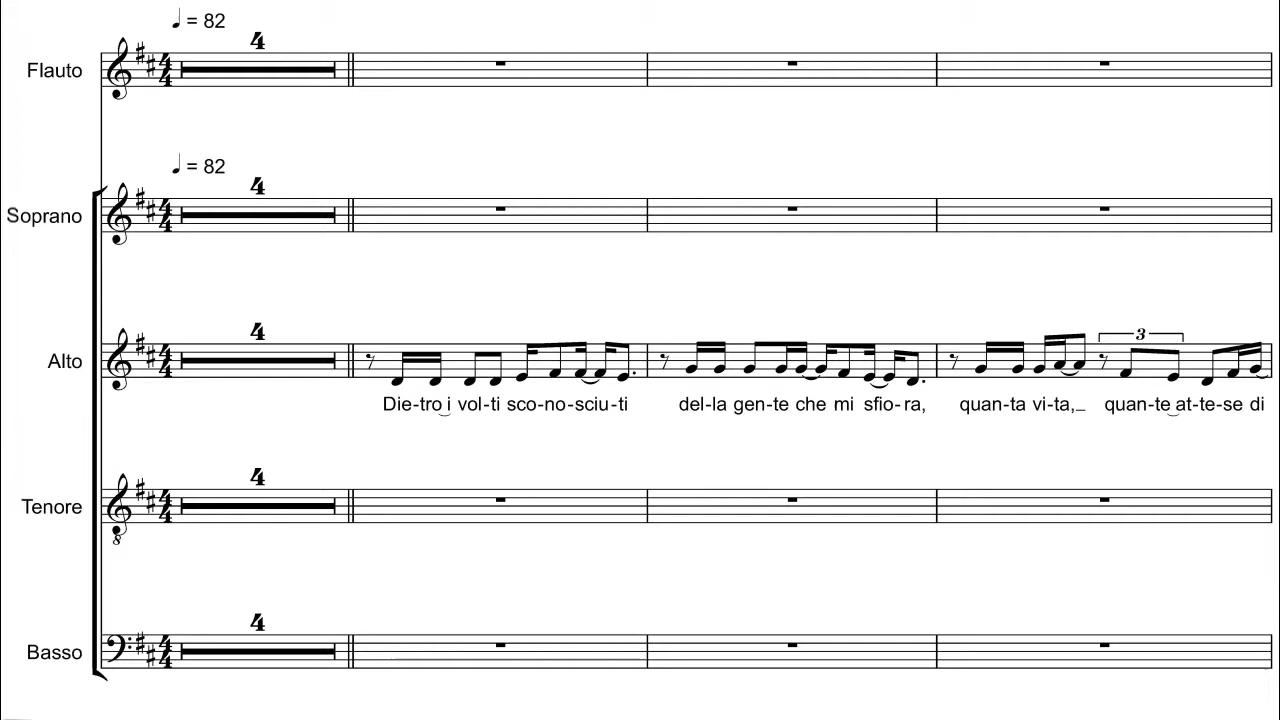 ♩ = 82
4
Flauto
♩ = 82
4
Soprano
4
Alto
3
Die-tro‿i vol-ti sco-no-sciu-ti del-la gen-te che mi sfio-ra, quan-ta vi-ta,_ quan-te‿at-te-se di
4
Tenore
8
4
Basso